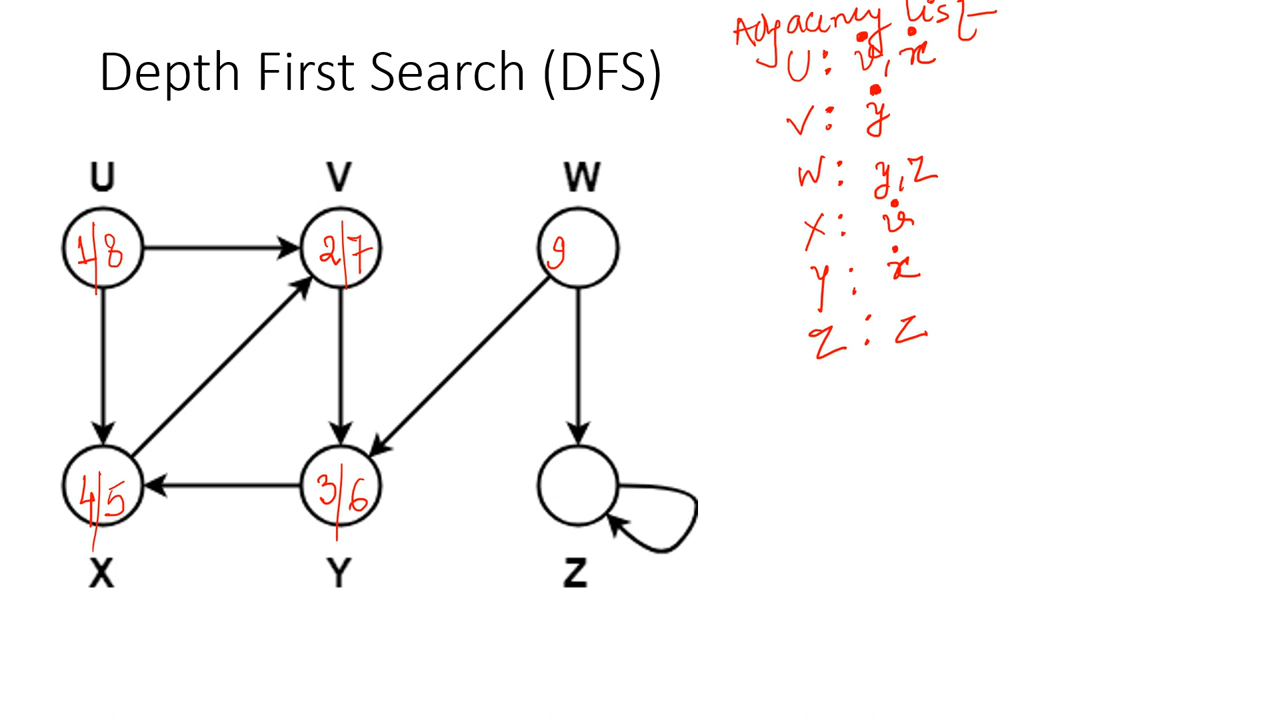 Adjacency List
Depth First Search (DFS)
U: v, x
V: y
W: y, z
X: v
Y: x
Z: z
U V W
1|8 2|7 9
4|5 3|6
X Y Z